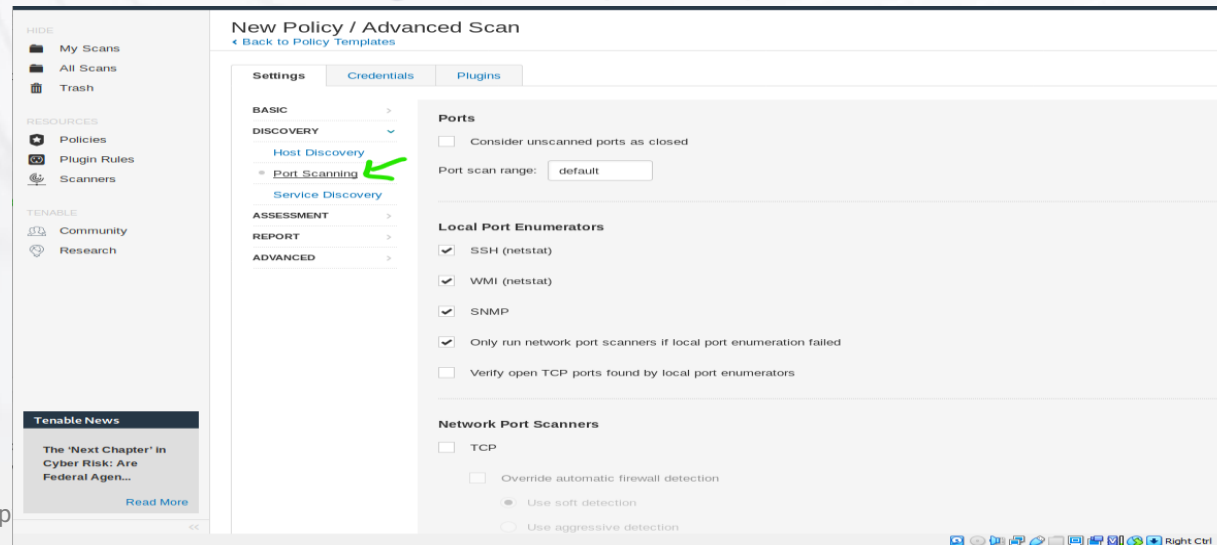 New Policy / Advanced Scan
< Back to Policy Templates
HIDE
My Scans
All Scans
Trash
RESOURCES
Policies
Plugin Rules
Scanners
TENABLE
Community
Research
Tenable News
The 'Next Chapter' in
Cyber Risk: Are
Federal Agen...
Read More
<<
p
Settings Credentials Plugins
BASIC >
DISCOVERY
Host Discovery
Port Scanning
Service Discovery
ASSESSMENT >
REPORT >
ADVANCED >
Ports
Consider unscanned ports as closed
Port scan range: default
Local Port Enumerators
SSH (netstat)
WMI (netstat)
SNMP
Only run network port scanners if local port enumeration failed
Verify open TCP ports found by local port enumerators
Network Port Scanners
TCP
Override automatic firewall detection
Use soft detection
Use aggressive detection
Right Ctrl